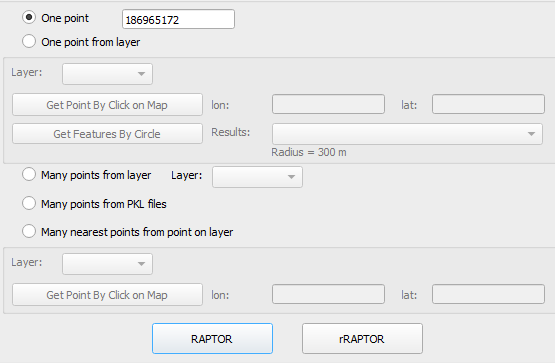 One point 186965172
One point from layer
Layer:
Get Point By Click on Map lon: lat:
Get Features By Circle Results:
Radius = 300 m
Many points from layer Layer:
Many points from PKL files
Many nearest points from point on layer
Layer:
Get Point By Click on Map lon: lat:
RAPTOR rRAPTOR